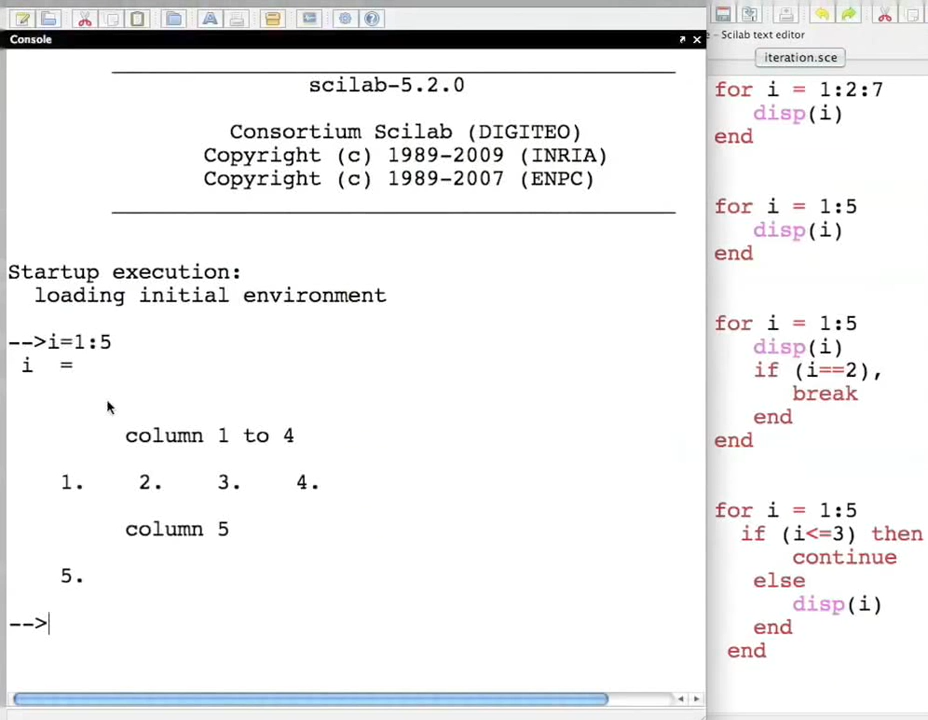 Console
scilab-5.2.0
Consortium Scilab (DIGITEO)
Copyright (c) 1989-2009 (INRIA)
Copyright (c) 1989-2007 (ENPC)
Startup execution:
loading initial environment
-->i=1:5
i =
column 1 to 4
1. 2. 3. 4.
column 5
5.
-->
- Scilab text editor
iteration.sce
for i = 1:2:7
disp(i)
end
for i = 1:5
disp(i)
end
for i = 1:5
disp(i)
if (i==2),
break
end
end
for i = 1:5
if (i<=3) then
continue
else
disp(i)
end
end